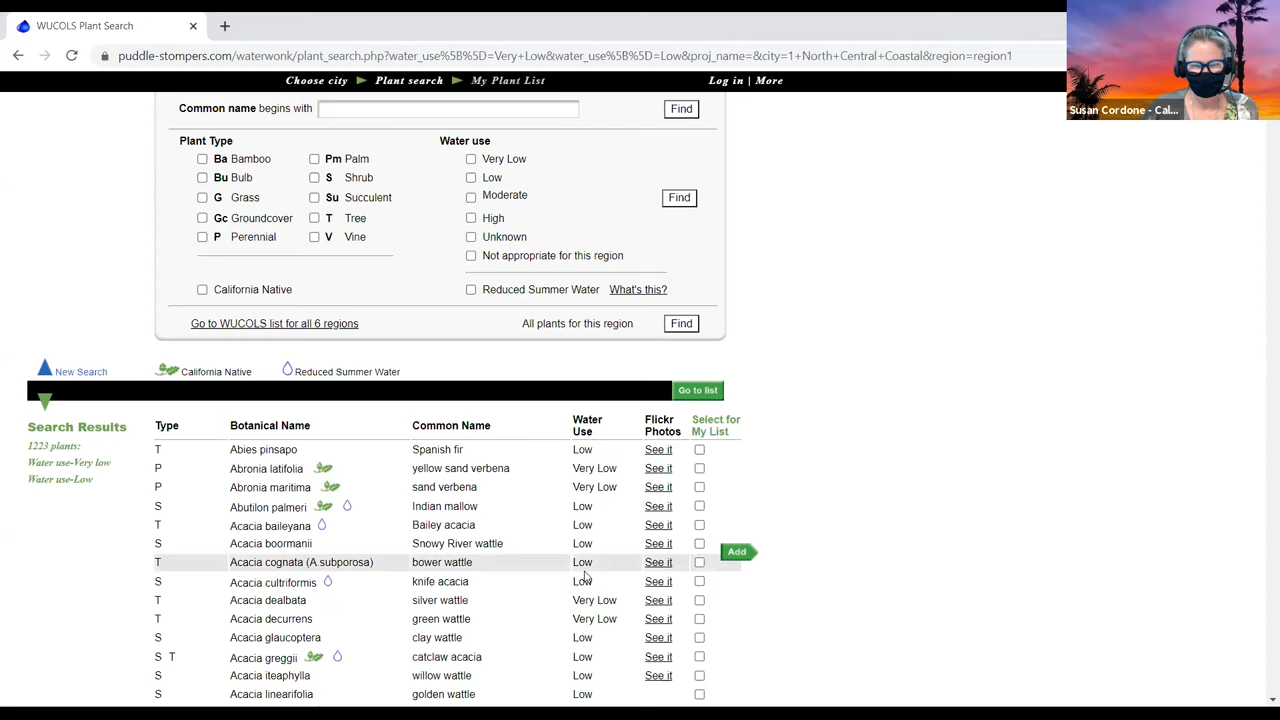 WUCOLS Plant Search
puddle-stompers.com/waterwonk/plant_search.php?water_use%5B%5D=Very+Low&water_use%5B%5D=Low&proj_name=&city=1+North+Central+Coastal&region=region1
Susan Cordone - Cal...
Choose city Plant search My Plant List Log in | More
Common name begins with Find
Plant Type Water use
Ba Bamboo Pm Palm Very Low
Bu Bulb S Shrub Low
G Grass Su Succulent Moderate Find
Gc Groundcover T Tree High
P Perennial V Vine Unknown
Not appropriate for this region
California Native Reduced Summer Water What's this?
Go to WUCOLS list for all 6 regions All plants for this region Find
New Search California Native Reduced Summer Water
Go to list
Search Results
1223 plants:
Water use-Very low
Water use-Low
Type Botanical Name Common Name Water Use Flickr Photos Select for My List
T Abies pinsapo Spanish fir Low See it
P Abronia latifolia yellow sand verbena Very Low See it
P Abronia maritima sand verbena Very Low See it
S Abutilon palmeri Indian mallow Low See it
T Acacia baileyana Bailey acacia Low See it
S Acacia boormanii Snowy River wattle Low See it
Add
T Acacia cognata (A.subporosa) bower wattle Low See it
S Acacia cultriformis knife acacia Low See it
T Acacia dealbata silver wattle Very Low See it
T Acacia decurrens green wattle Very Low See it
S Acacia glaucoptera clay wattle Low See it
S T Acacia greggii catclaw acacia Low See it
S Acacia iteaphylla willow wattle Low See it
S Acacia linearifolia golden wattle Low